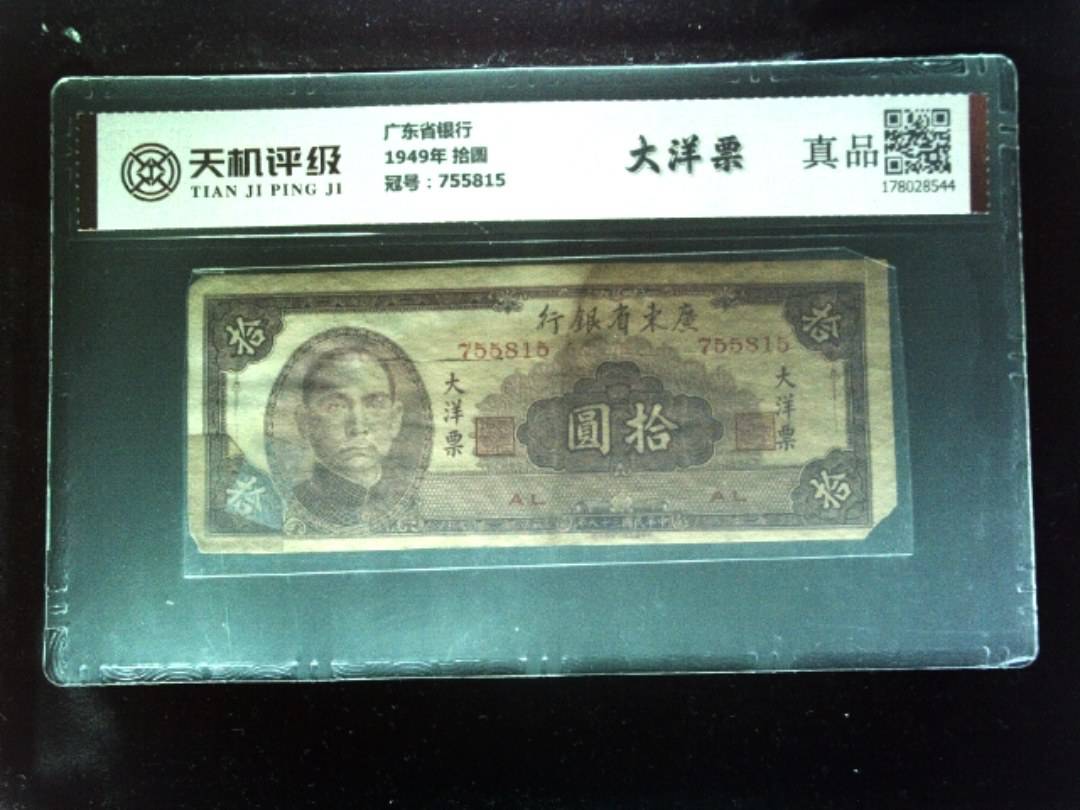 天机评级
TIAN JI PING JI
广东省银行
1949年 拾圆
冠号：755815
大洋票
真品
178028544
拾
行銀省東廣
拾
755815
755815
大洋票
大洋票
圓拾
AL
AL
拾
拾